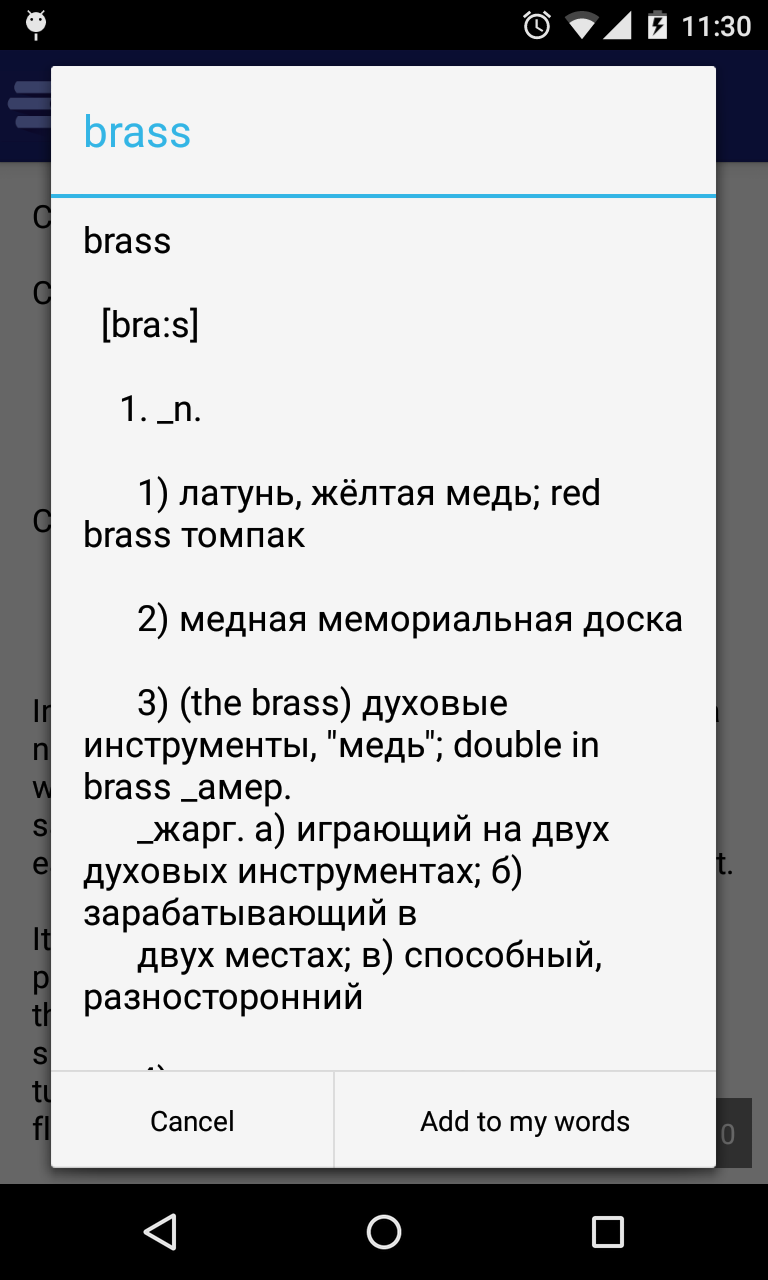 11:30
brass
brass
[bra:s]
1. _n.
1) латунь, жёлтая медь; red
brass томпак
2) медная мемориальная доска
3) (the brass) духовые
инструменты, "медь"; double in
brass _амер.
_жарг. а) играющий на двух
духовых инструментах; б)
зарабатывающий в
двух местах; в) способный,
разносторонний
Cancel
Add to my words
0